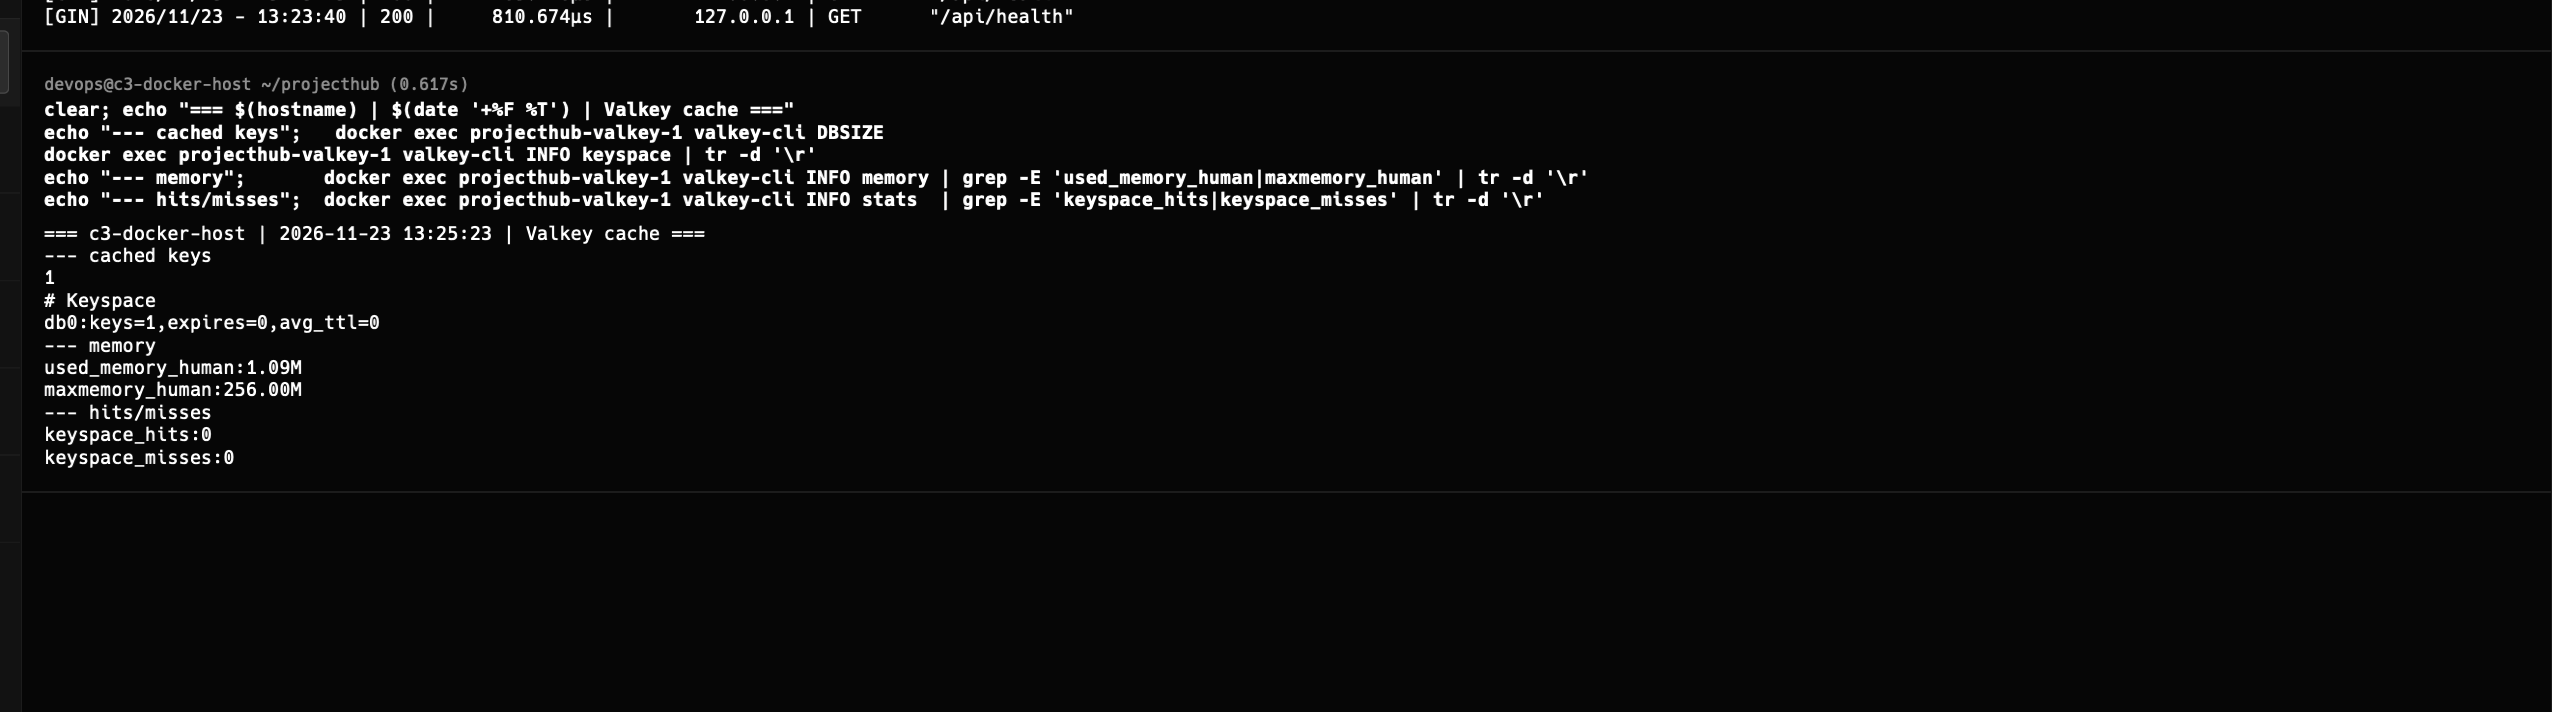 [GIN] 2026/11/23 - 13:23:40 | 200 |     810.674µs |       127.0.0.1 | GET      "/api/health"
devops@c3-docker-host ~/projecthub (0.617s)
clear; echo "=== $(hostname) | $(date '+%F %T') | Valkey cache ==="
echo "--- cached keys";   docker exec projecthub-valkey-1 valkey-cli DBSIZE
docker exec projecthub-valkey-1 valkey-cli INFO keyspace | tr -d '\r'
echo "--- memory";       docker exec projecthub-valkey-1 valkey-cli INFO memory | grep -E 'used_memory_human|maxmemory_human' | tr -d '\r'
echo "--- hits/misses";  docker exec projecthub-valkey-1 valkey-cli INFO stats  | grep -E 'keyspace_hits|keyspace_misses' | tr -d '\r'
=== c3-docker-host | 2026-11-23 13:25:23 | Valkey cache ===
--- cached keys
1
# Keyspace
db0:keys=1,expires=0,avg_ttl=0
--- memory
used_memory_human:1.09M
maxmemory_human:256.00M
--- hits/misses
keyspace_hits:0
keyspace_misses:0